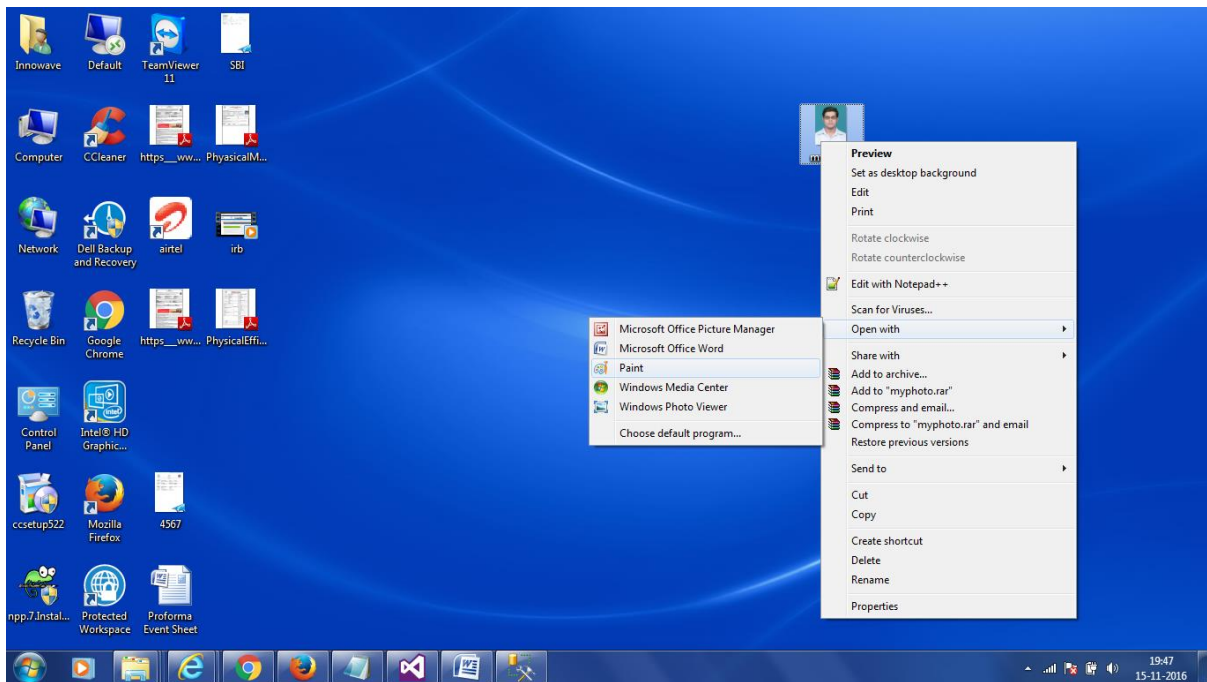 Innowave
Default
TeamViewer
11
SBI
Computer
CCleaner
https__ww...
PhyasicalM...
Network
Dell Backup
and Recovery
airtel
irb
Recycle Bin
Google
Chrome
https__ww...
PhysicalEffi...
Control
Panel
Intel® HD
Graphic...
ccsetup522
Mozilla
Firefox
4567
npp.7.Instal...
Protected
Workspace
Proforma
Event Sheet
Preview
Set as desktop background
Edit
Print
Rotate clockwise
Rotate counterclockwise
Edit with Notepad++
Scan for Viruses...
Open with
Share with
Add to archive...
Add to "myphoto.rar"
Compress and email...
Compress to "myphoto.rar" and email
Restore previous versions
Send to
Cut
Copy
Create shortcut
Delete
Rename
Properties
Microsoft Office Picture Manager
Microsoft Office Word
Paint
Windows Media Center
Windows Photo Viewer
Choose default program...
19:47
15-11-2016